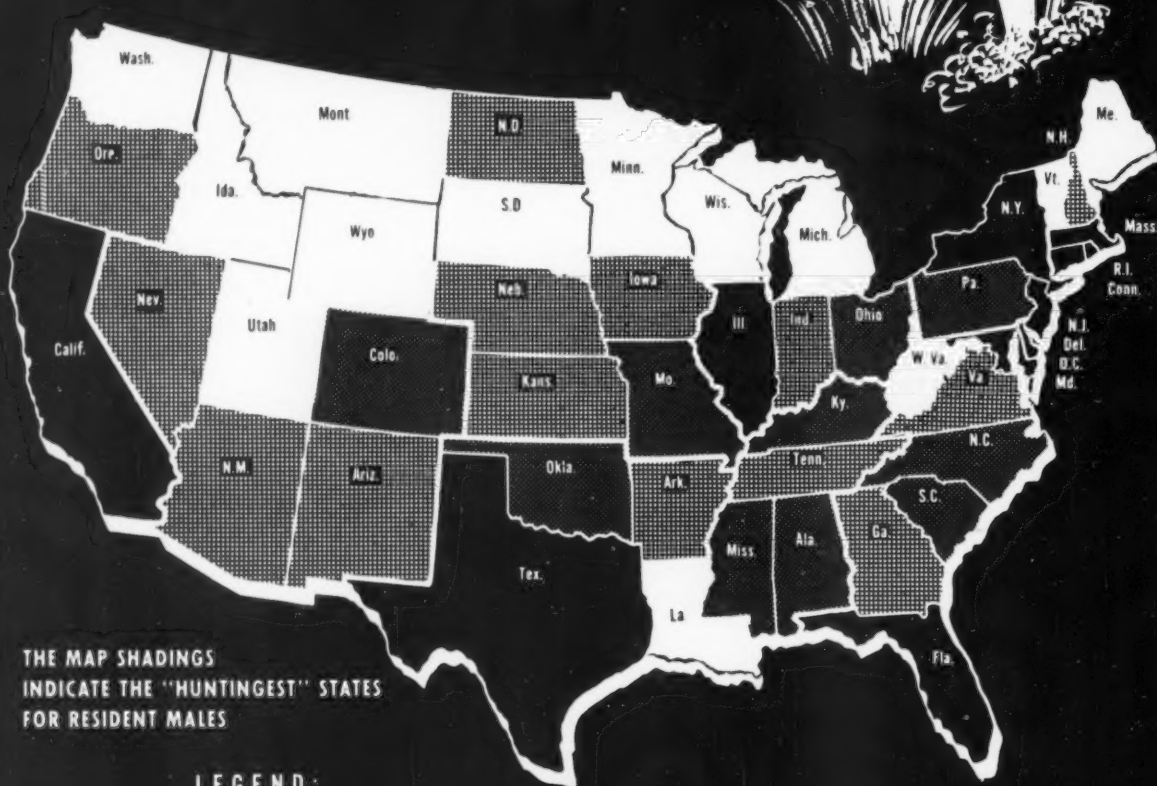 Wash.
Mont
N.D.
Minn.
Ore.
Ida.
Wyo
S.D
Wis.
Mich.
N.Y.
Vt.
N.H.
Me.
Mass
R.I.
Conn.
Nev.
Utah
Colo.
Neb.
Iowa
Ill
Ind.
Ohio
Pa.
N.J.
Del.
D.C.
Md.
Calif.
Kans.
Mo.
Ky.
W. Va.
Va
N.M.
Ariz.
Okla.
Ark.
Tenn.
N.C.
S.C.
Tex.
La
Miss.
Ala.
Ga.
Fla.
THE MAP SHADINGS
INDICATE THE "HUNTINGEST" STATES
FOR RESIDENT MALES
LEGEND: